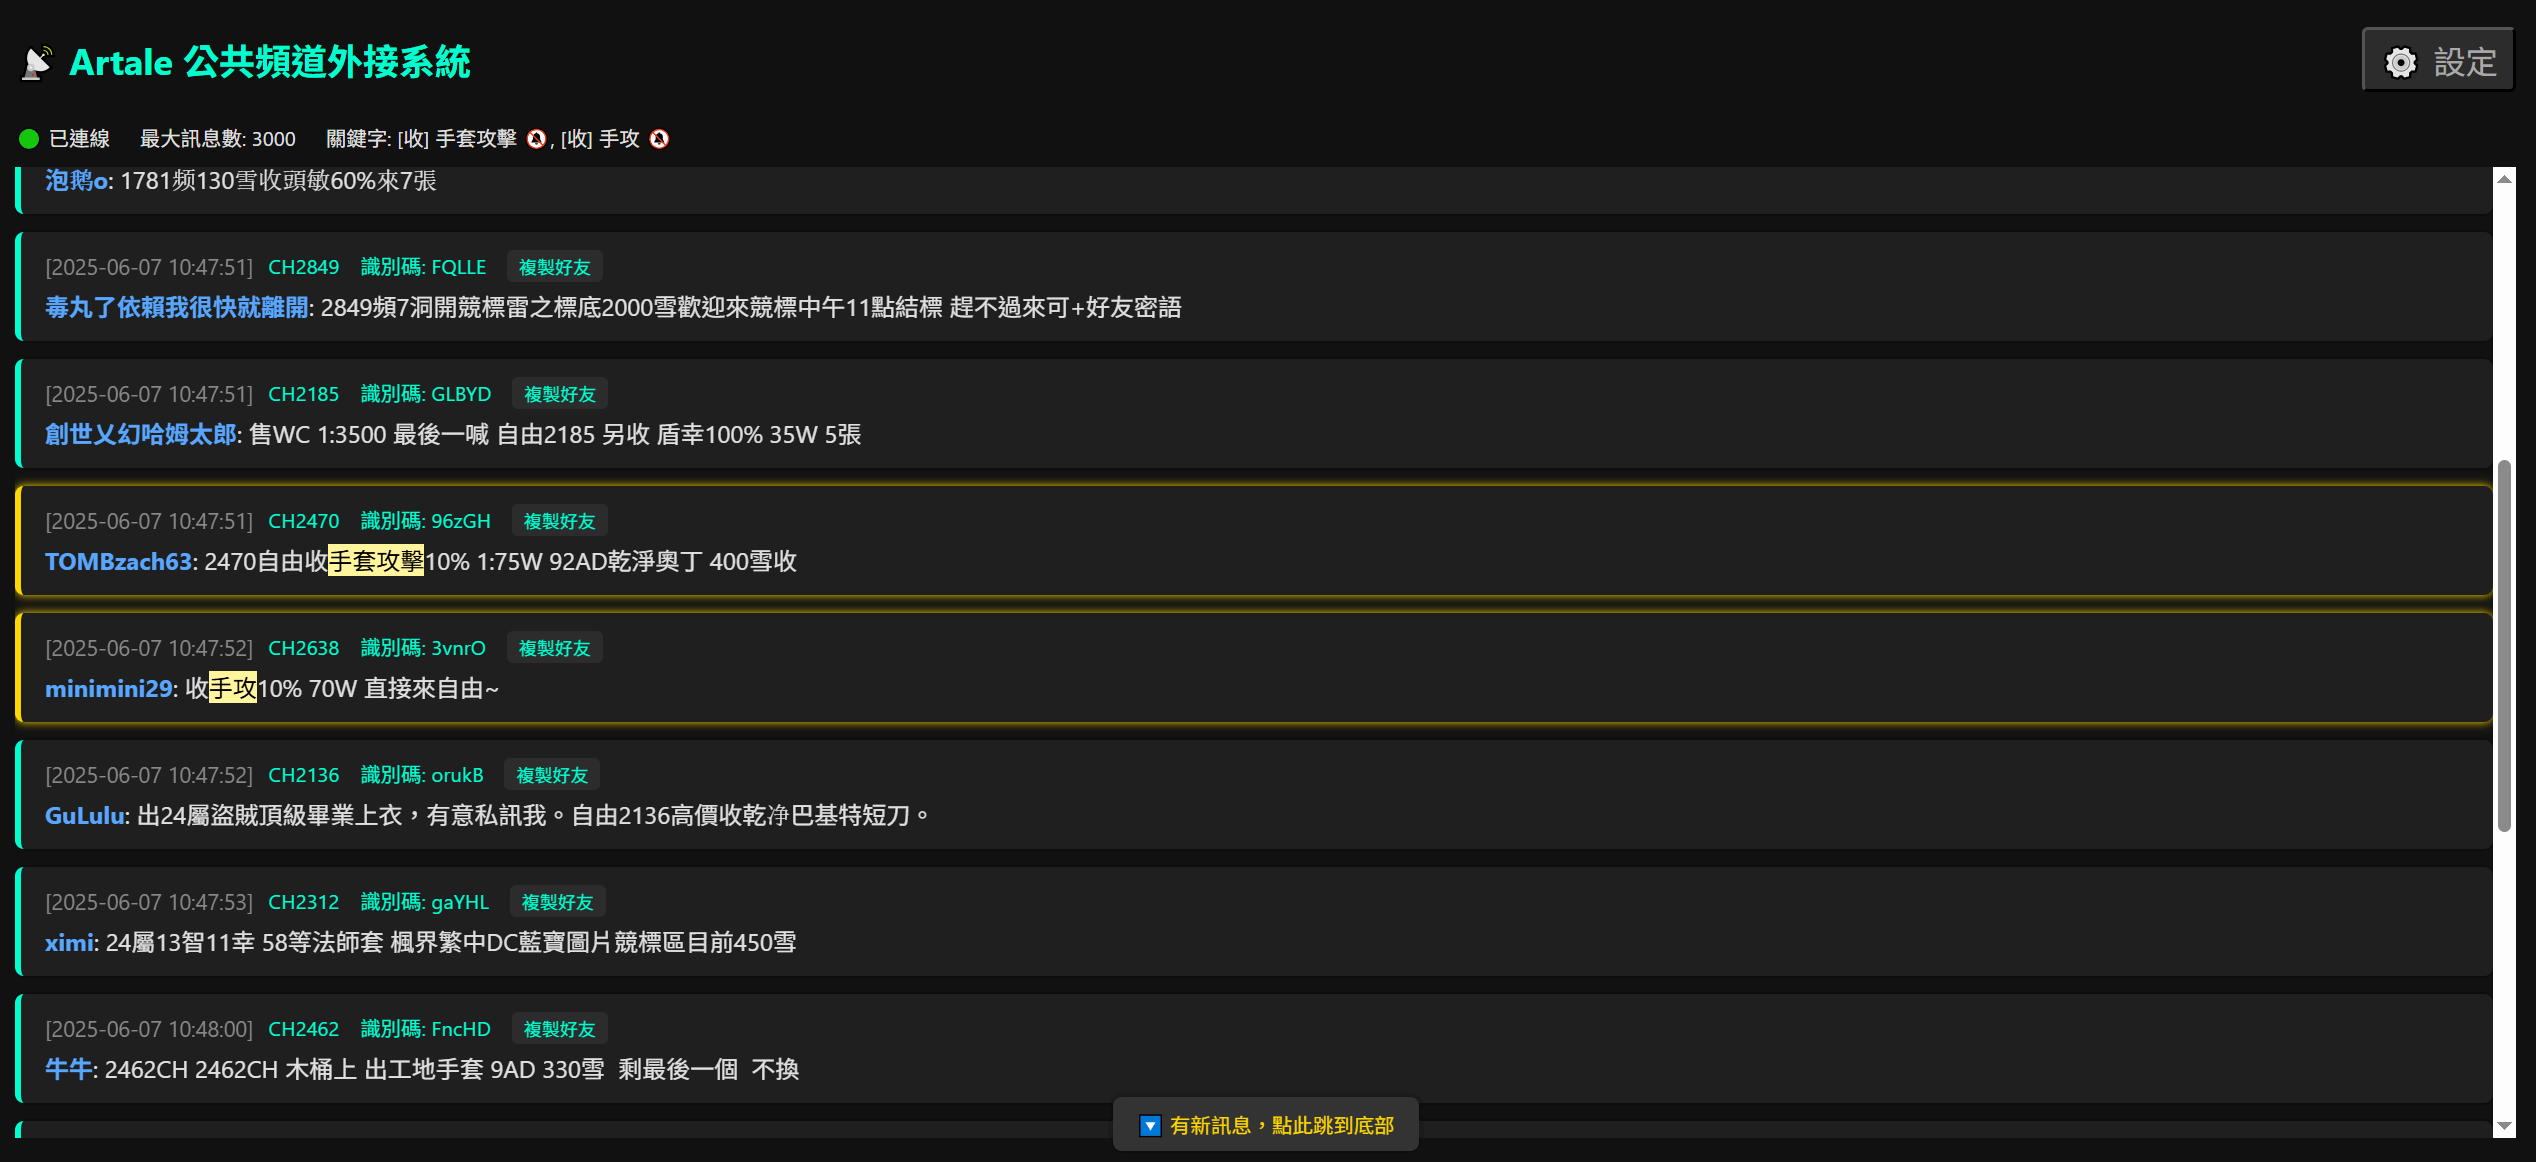 Artale 公共頻道外接系統
設定
已連線 最大訊息數: 3000 關鍵字: [收] 手套攻擊, [收] 手攻
泡鹅o: 1781频130雪收頭敏60%來7張
[2025-06-07 10:47:51] CH2849 識別碼: FQLLE 複製好友
毒丸了依賴我很快就離開: 2849頻7洞開競標雷之標底2000雪歡迎來競標中午11點結標 趕不過來可+好友密語
[2025-06-07 10:47:51] CH2185 識別碼: GLBYD 複製好友
創世乂幻哈姆太郎: 售WC 1:3500 最後一喊 自由2185 另收 盾幸100% 35W 5張
[2025-06-07 10:47:51] CH2470 識別碼: 96zGH 複製好友
TOMBzach63: 2470自由收手套攻擊10% 1:75W 92AD乾淨奧丁 400雪收
[2025-06-07 10:47:52] CH2638 識別碼: 3vnrO 複製好友
minimini29: 收手攻10% 70W 直接來自由~
[2025-06-07 10:47:52] CH2136 識別碼: orukB 複製好友
GuLulu: 出24屬盜賊頂級畢業上衣，有意私訊我。自由2136高價收乾净巴基特短刀。
[2025-06-07 10:47:53] CH2312 識別碼: gaYHL 複製好友
ximi: 24屬13智11幸 58等法師套 楓界繁中DC藍寶圖片競標區目前450雪
[2025-06-07 10:48:00] CH2462 識別碼: FncHD 複製好友
牛牛: 2462CH 2462CH 木桶上 出工地手套 9AD 330雪 剩最後一個 不換
有新訊息，點此跳到底部